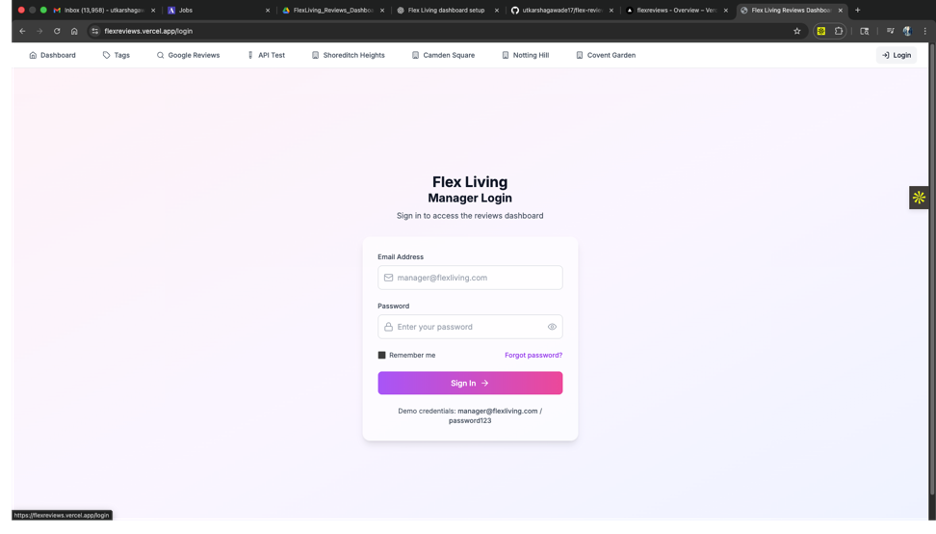 Inbox (13,958) - utkarshagaw
Jobs
FlexLiving_Reviews_Dashbo
Flex Living dashboard setup
utkarshagawade17/flex-revie
flexreviews - Overview – Ver
Flex Living Reviews Dashboa
flexreviews.vercel.app/login
Dashboard
Tags
Google Reviews
API Test
Shoreditch Heights
Camden Square
Notting Hill
Covent Garden
Login
Flex Living
Manager Login
Sign in to access the reviews dashboard
Email Address
manager@flexliving.com
Password
Enter your password
Remember me
Forgot password?
Sign In
Demo credentials: manager@flexliving.com /
password123
https://flexreviews.vercel.app/login